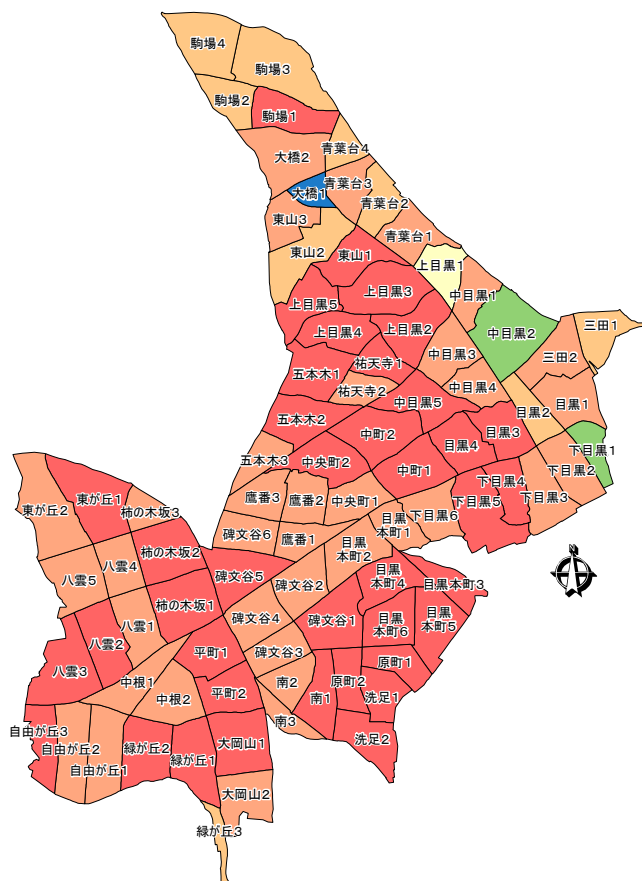 駒場4
駒場3
駒場2
駒場1
大橋2
青葉台4
青葉台3
大橋1
青葉台2
東山3
青葉台1
東山2
東山1
上目黒1
上目黒3
中目黒1
上目黒5
上目黒4
上目黒2
中目黒2
三田1
中目黒3
三田2
祐天寺1
五本木1
中目黒4
祐天寺2
中目黒5
目黒1
目黒2
五本木2
中町2
目黒3
目黒4
下目黒1
五本木3
中央町2
中町1
下目黒2
下目黒4
下目黒5
下目黒3
東が丘1
東が丘2
柿の木坂3
鷹番3
鷹番2
中央町1
下目黒6
碑文谷6
鷹番1
目黒
本町1
目黒
本町2
柿の木坂2
八雲4
八雲5
碑文谷5
碑文谷2
目黒
本町4
目黒本町3
柿の木坂1
碑文谷4
碑文谷1
目黒
本町6
目黒
本町5
八雲1
八雲2
平町1
碑文谷3
八雲3
中根1
原町1
南2
原町2
中根2
平町2
南1
洗足1
南3
自由が丘3
自由が丘2
自由が丘1
緑が丘2
緑が丘1
大岡山1
洗足2
大岡山2
緑が丘3